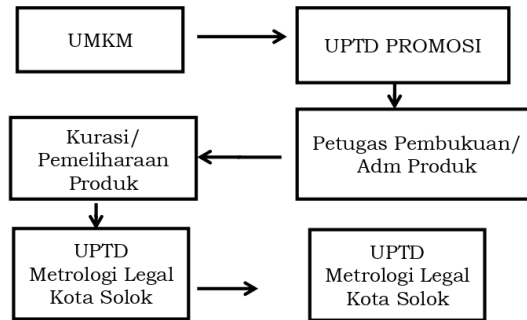 UMKM
UPTD PROMOSI
Petugas Pembukuan/
Adm Produk
Kurasi/
Pemeliharaan
Produk
UPTD
Metrologi Legal
Kota Solok
UPTD
Metrologi Legal
Kota Solok